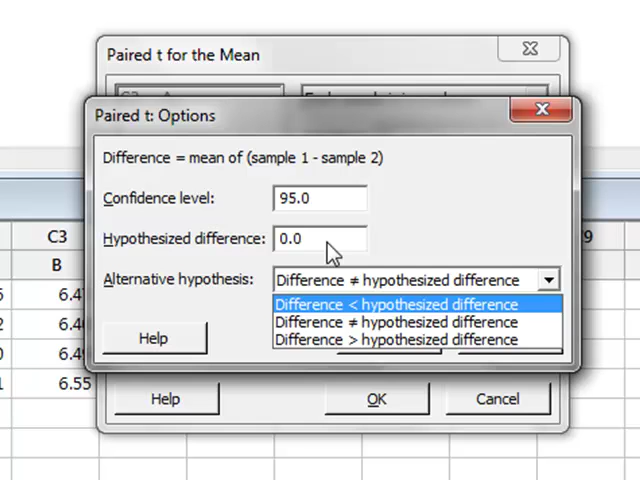 Paired t for the Mean
Paired t: Options
Difference = mean of (sample 1 - sample 2)
Confidence level: 95.0
Hypothesized difference: 0.0
Alternative hypothesis: Difference ≠ hypothesized difference
Difference < hypothesized difference
Difference ≠ hypothesized difference
Difference > hypothesized difference
Help
Help OK Cancel
C3
B
6.55